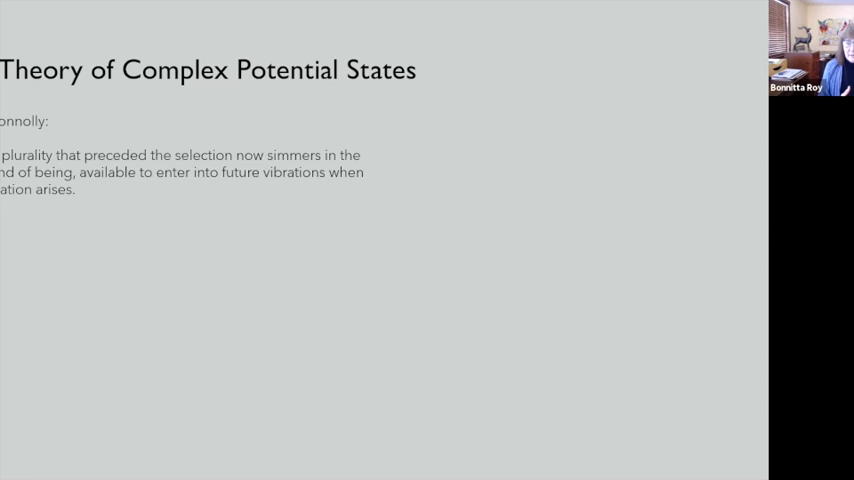 Theory of Complex Potential States
onnolly:
plurality that preceded the selection now simmers in the
nd of being, available to enter into future vibrations when
ation arises.
Bonnitta Roy